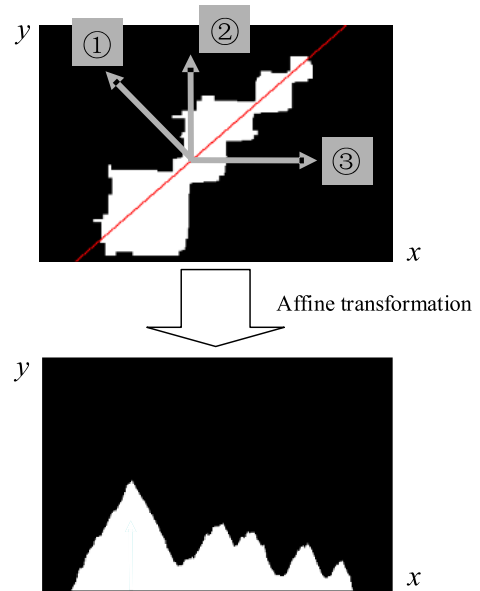 y
①
②
③
x
Affine transformation
y
x